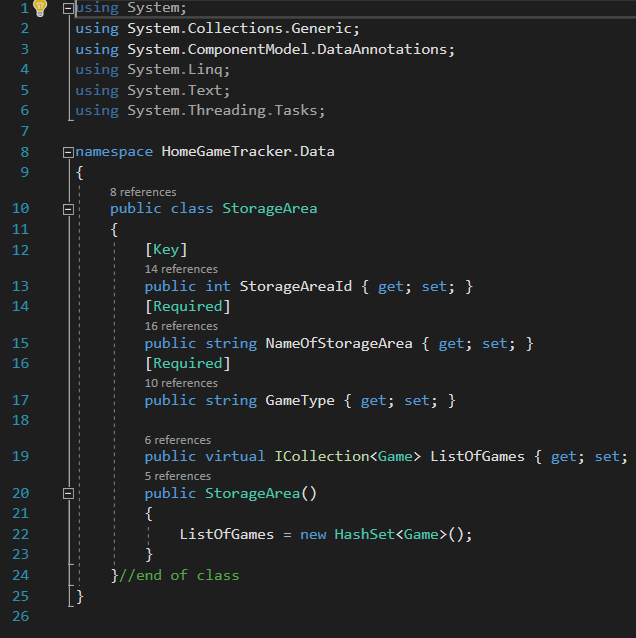 1 using System;
2 using System.Collections.Generic;
3 using System.ComponentModel.DataAnnotations;
4 using System.Linq;
5 using System.Text;
6 using System.Threading.Tasks;
7
8 namespace HomeGameTracker.Data
9 {
8 references
10 public class StorageArea
11 {
12 [Key]
14 references
13 public int StorageAreaId { get; set; }
14 [Required]
16 references
15 public string NameOfStorageArea { get; set; }
16 [Required]
10 references
17 public string GameType { get; set; }
18
6 references
19 public virtual ICollection<Game> ListOfGames { get; set;
5 references
20 public StorageArea()
21 {
22 ListOfGames = new HashSet<Game>();
23 }
24 }//end of class
25 }
26